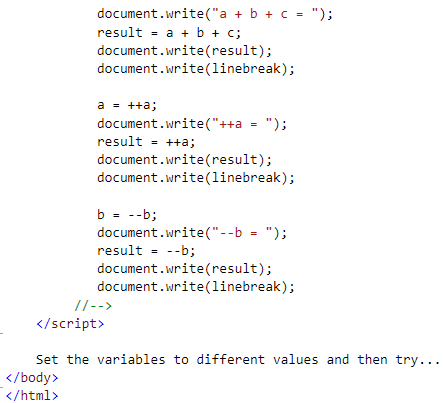 document.write("a + b + c = ");
result = a + b + c;
document.write(result);
document.write(linebreak);

a = ++a;
document.write("++a = ");
result = ++a;
document.write(result);
document.write(linebreak);

b = --b;
document.write("--b = ");
result = --b;
document.write(result);
document.write(linebreak);
//-->
</script>

Set the variables to different values and then try...
</body>
</html>